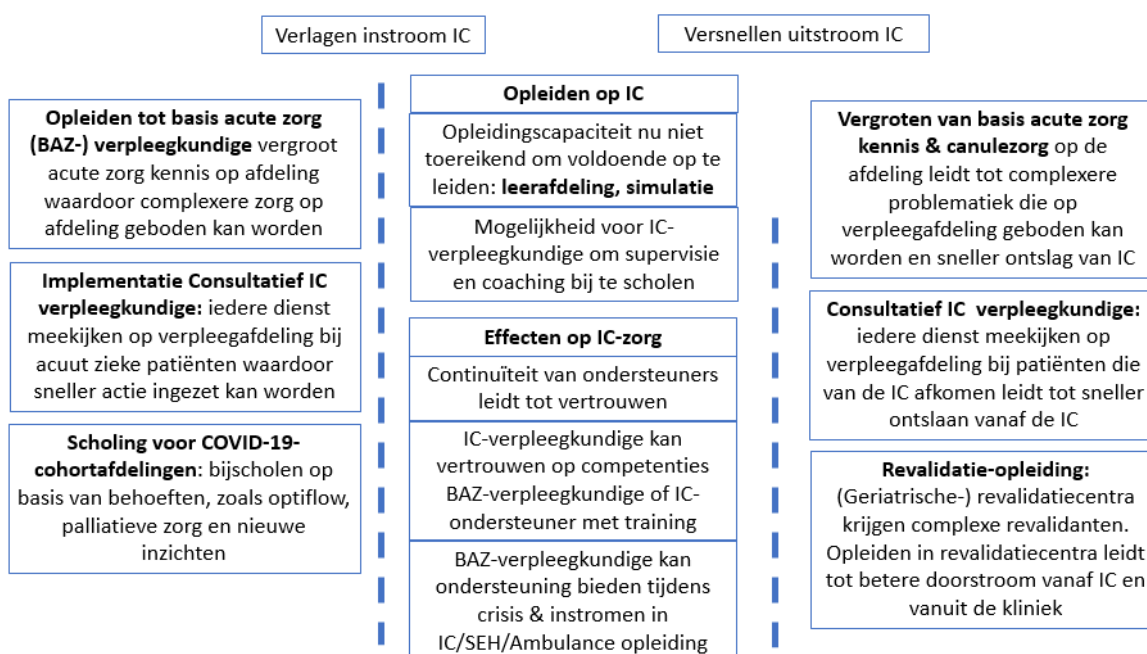 Verlagen instroom IC
Versnellen uitstroom IC
Opleiden tot basis acute zorg
(BAZ-) verpleegkundige vergroot
acute zorg kennis op afdeling
waardoor complexere zorg op
afdeling geboden kan worden
Implementatie Consultatief IC
verpleegkundige: iedere dienst
meekijken op verpleegafdeling bij
acuut zieke patiënten waardoor
sneller actie ingezet kan worden
Scholing voor COVID-19-
cohortafdelingen: bijscholen op
basis van behoeften, zoals optiflow,
palliatieve zorg en nieuwe
inzichten
Opleiden op IC
Opleidingscapaciteit nu niet
toereikend om voldoende op te
leiden: leerafdeling, simulatie
Mogelijkheid voor IC-
verpleegkundige om supervisie
en coaching bij te scholen
Effecten op IC-zorg
Continuïteit van ondersteuners
leidt tot vertrouwen
IC-verpleegkundige kan
vertrouwen op competenties
BAZ-verpleegkundige of IC-
ondersteuner met training
BAZ-verpleegkundige kan
ondersteuning bieden tijdens
crisis & instromen in
IC/SEH/Ambulance opleiding
Vergroten van basis acute zorg
kennis & canulezorg op de
afdeling leidt tot complexere
problematiek die op
verpleegafdeling geboden kan
worden en sneller ontslag van IC
Consultatief IC verpleegkundige:
iedere dienst meekijken op
verpleegafdeling bij patiënten die
van de IC afkomen leidt tot sneller
ontslaan vanaf de IC
Revalidatie-opleiding:
(Geriatrische-) revalidatiecentra
krijgen complexe revalidanten.
Opleiden in revalidatiecentra leidt
tot betere doorstroom vanaf IC en
vanuit de kliniek